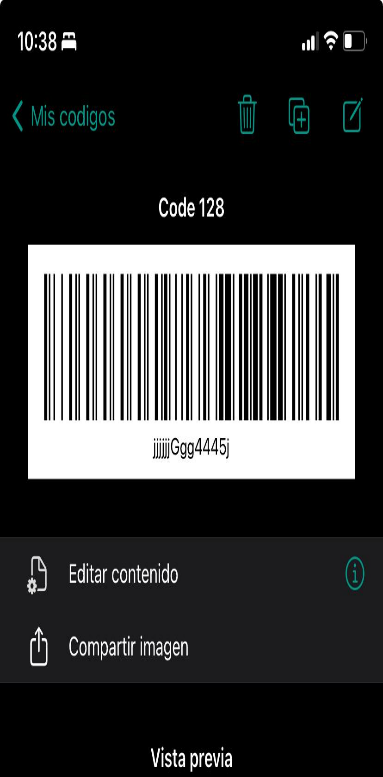 10:38
Mis codigos
Code 128
jjjjjjGgg4445j
Editar contenido
Compartir imagen
Vista previa